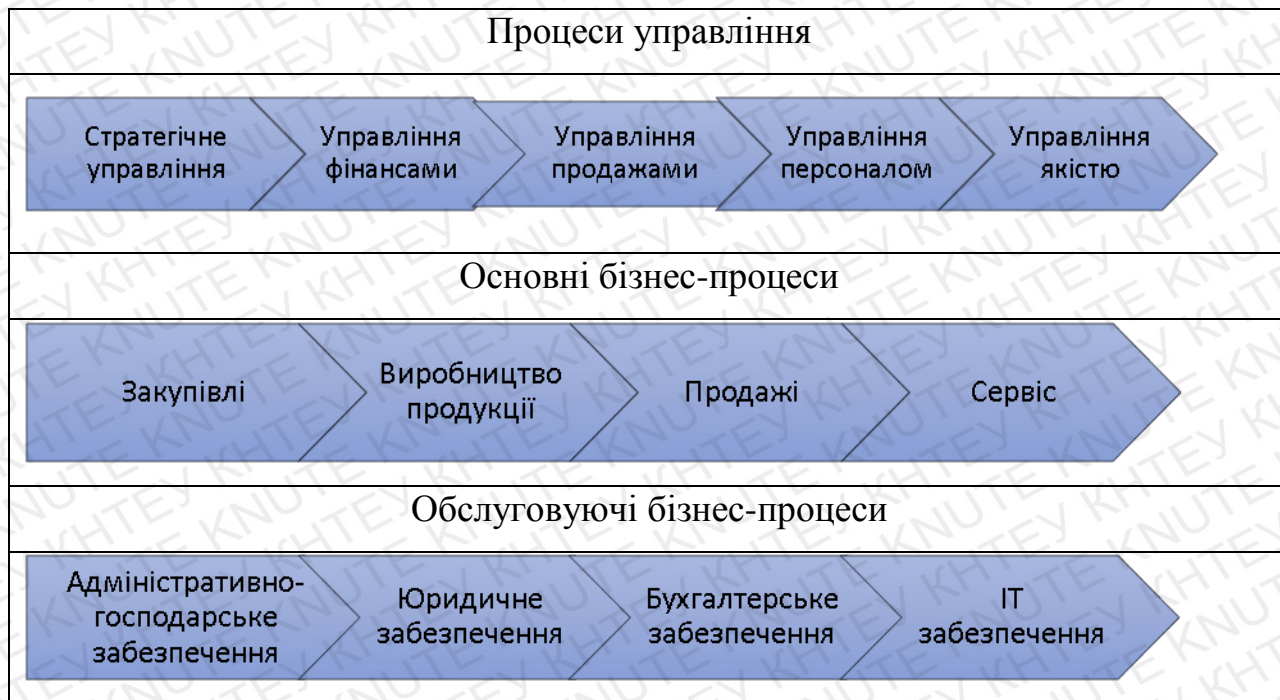 Процеси управління
Стратегічне
управління
Управління
фінансами
Управління
продажами
Управління
персоналом
Управління
якістю
Основні бізнес-процеси
Закупівлі
Виробництво
продукції
Продажі
Сервіс
Обслуговуючі бізнес-процеси
Адміністративно-
господарське
забезпечення
Юридичне
забезпечення
Бухгалтерське
забезпечення
ІТ
забезпечення